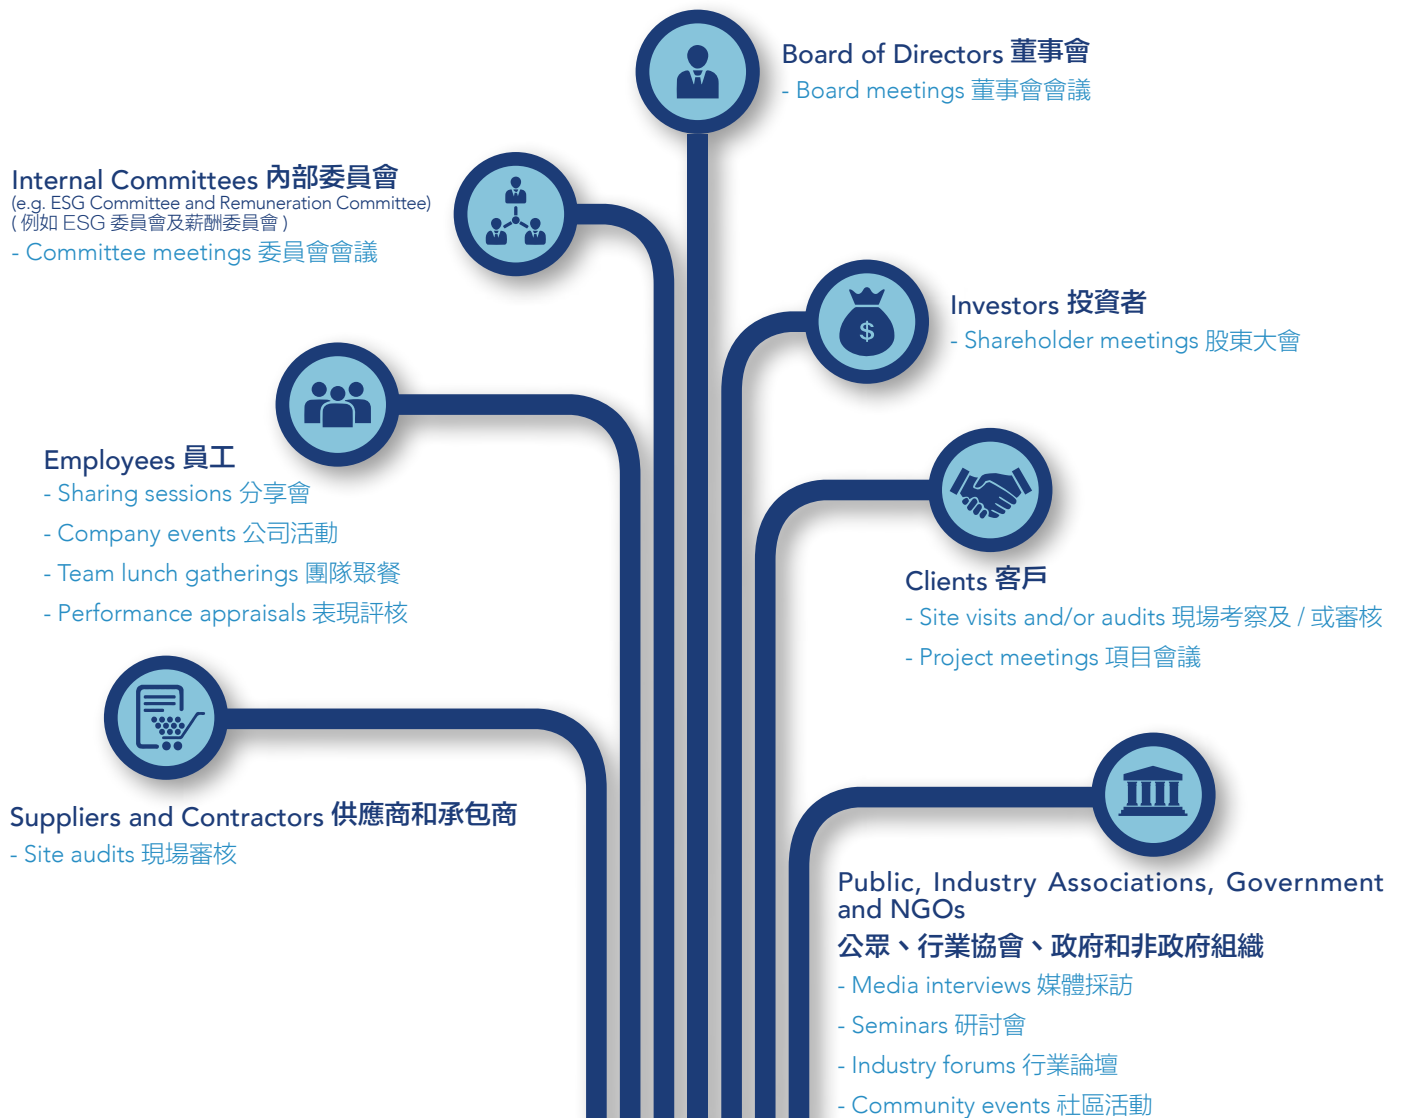 Board of Directors 董事會
- Board meetings 董事會會議
Internal Committees 內部委員會
(e.g. ESG Committee and Remuneration Committee)
( 例如 ESG 委員會及薪酬委員會 )
- Committee meetings 委員會會議
Investors 投資者
- Shareholder meetings 股東大會
$
Employees 員工
- Sharing sessions 分享會
- Company events 公司活動
- Team lunch gatherings 團隊聚餐
- Performance appraisals 表現評核
Clients 客戶
- Site visits and/or audits 現場考察及 / 或審核
- Project meetings 項目會議
Suppliers and Contractors 供應商和承包商
- Site audits 現場審核
Public, Industry Associations, Government
and NGOs
公眾、行業協會、政府和非政府組織
- Media interviews 媒體採訪
- Seminars 研討會
- Industry forums 行業論壇
- Community events 社區活動